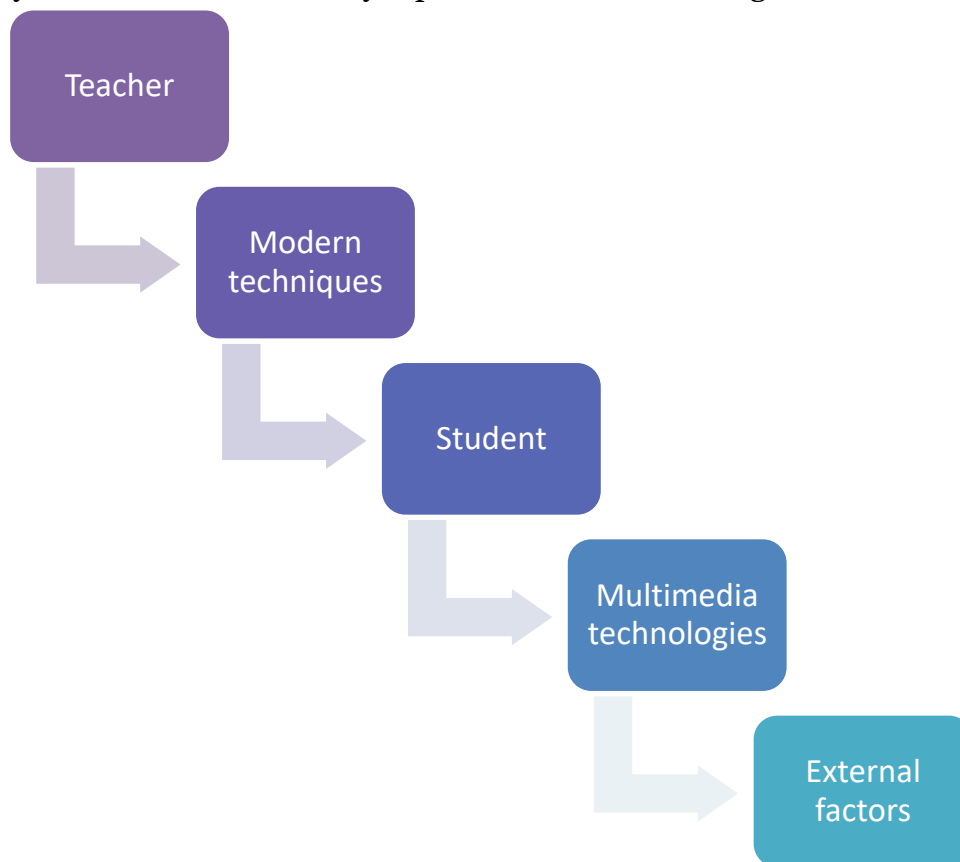 Teacher
Modern
techniques
Student
Multimedia
technologies
External
factors